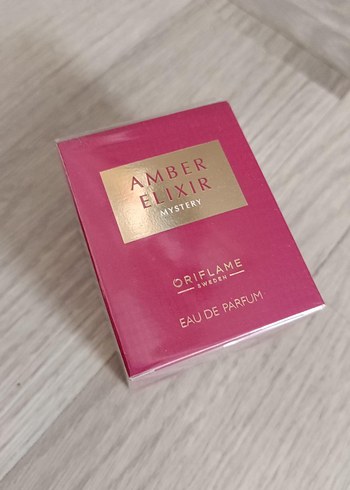 AMBER
ELIXIR
MYSTERY
ORIFLAME
SWEDEN
EAU DE PARFUM